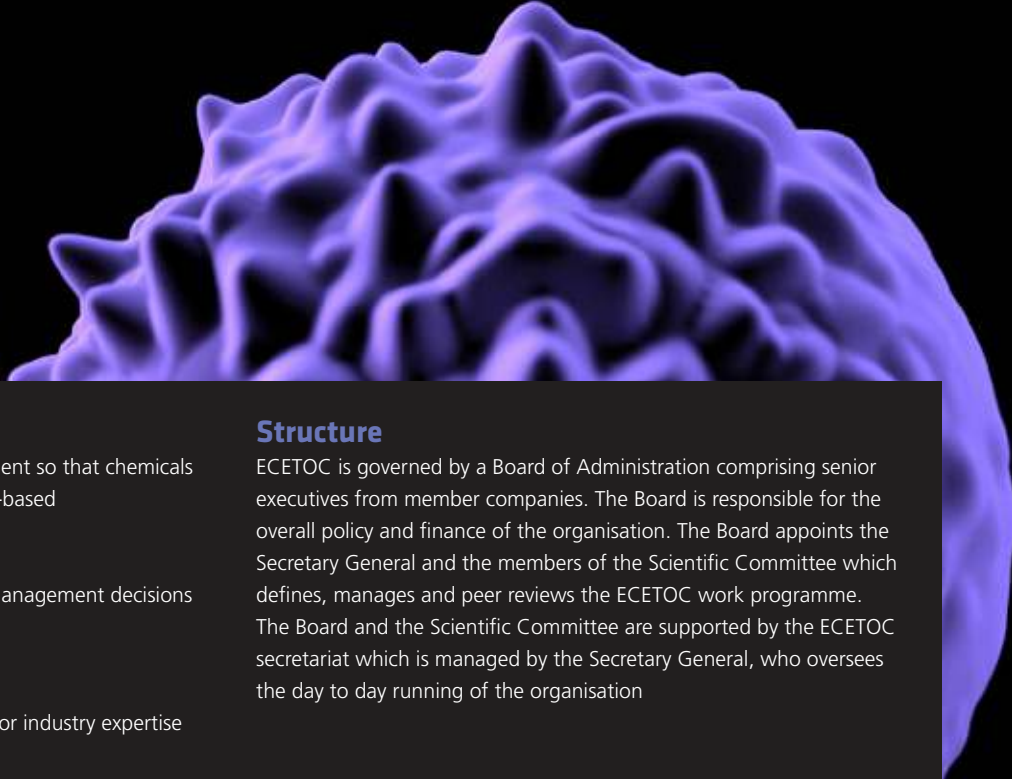 ent so that chemicals
-based
anagement decisions
or industry expertise
Structure
ECETOC is governed by a Board of Administration comprising senior
executives from member companies. The Board is responsible for the
overall policy and finance of the organisation. The Board appoints the
Secretary General and the members of the Scientific Committee which
defines, manages and peer reviews the ECETOC work programme.
The Board and the Scientific Committee are supported by the ECETOC
secretariat which is managed by the Secretary General, who oversees
the day to day running of the organisation